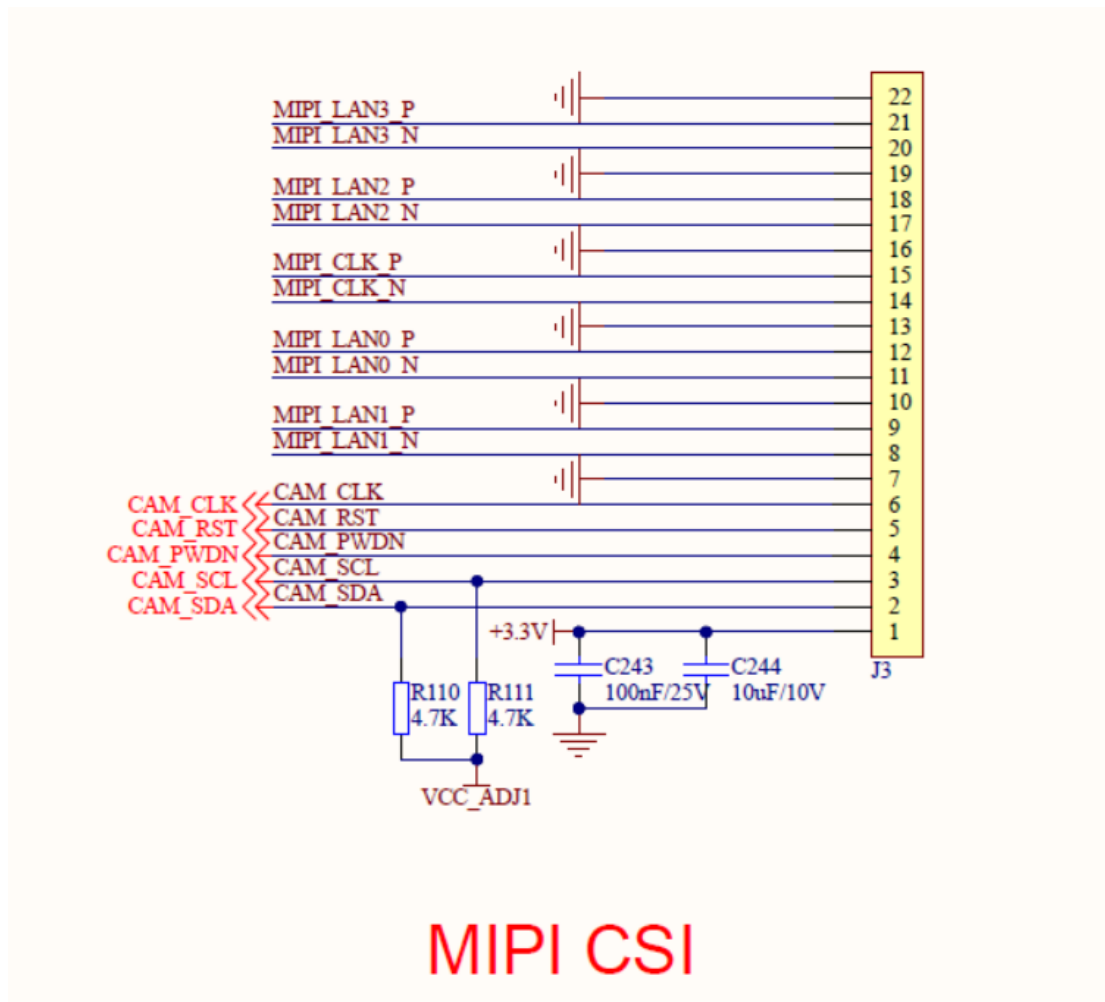 22
MIPI_LAN3_P
21
MIPI_LAN3_N
20
19
MIPI_LAN2_P
18
MIPI_LAN2_N
17
16
MIPI_CLK_P
15
MIPI_CLK_N
14
13
MIPI_LAN0_P
12
MIPI_LAN0_N
11
10
MIPI_LAN1_P
9
MIPI_LAN1_N
8
7
CAM_CLK CAM_CLK 6
CAM_RST CAM_RST 5
CAM_PWDN CAM_PWDN 4
CAM_SCL CAM_SCL 3
CAM_SDA CAM_SDA 2
+3.3V 1
J3
C243 C244
100nF/25V 10uF/10V
R110 R111
4.7K 4.7K
VCC_ADJ1
MIPI CSI